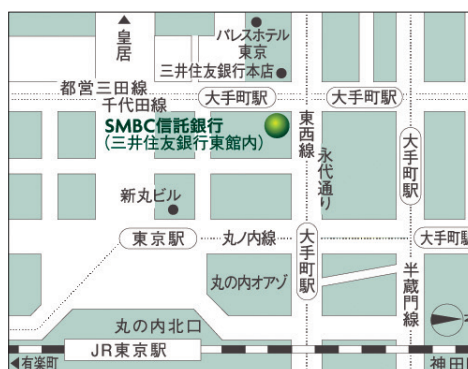 皇居
パレスホテル
東京
三井住友銀行本店
都営三田線
千代田線
大手町駅
大手町駅
SMBC信託銀行
(三井住友銀行東館内)
東西線
永代通り
大手町駅
新丸ビル
東京駅
丸ノ内線
大手町駅
大手町駅
丸の内オアゾ
半蔵門線
丸の内北口
JR東京駅
有楽町
神田